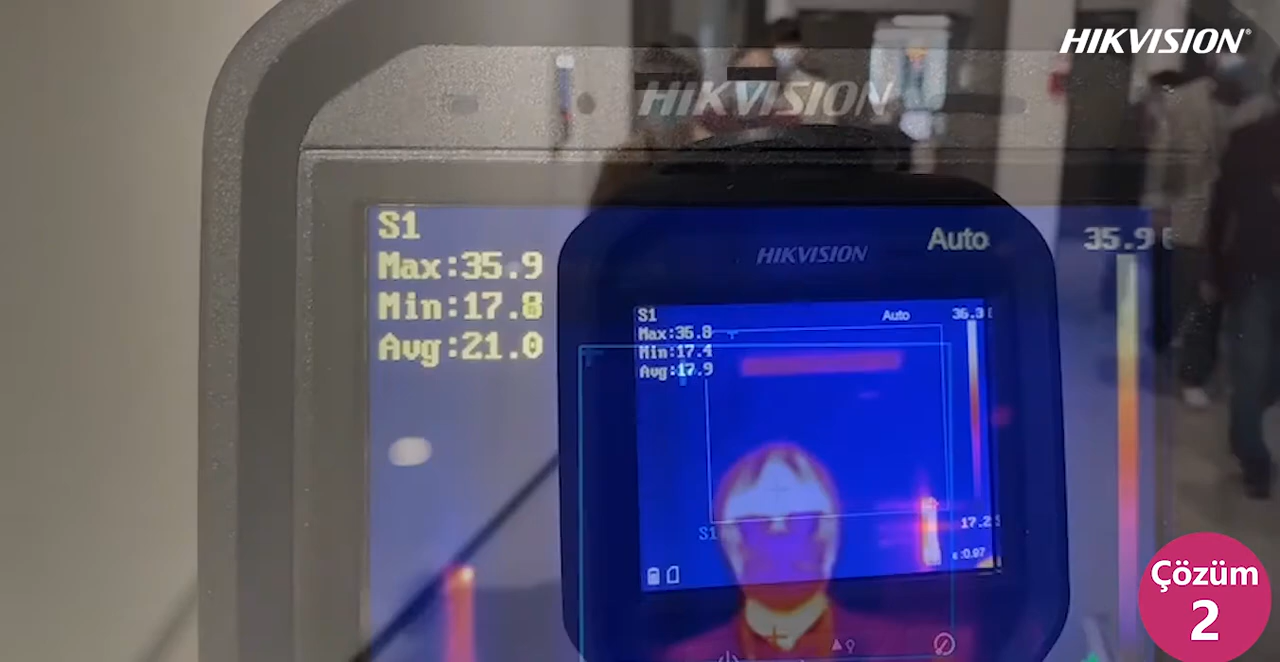 HIKVISION®
HIKVISION
S1
Max:35.9
Min:17.8
Avg:21.0
Auto
35.9
HIKVISION
S1
Max:35.8
Min:17.4
Avg:17.9
Auto
36.3
S1
17.2
ε:0.97
Çözüm
2